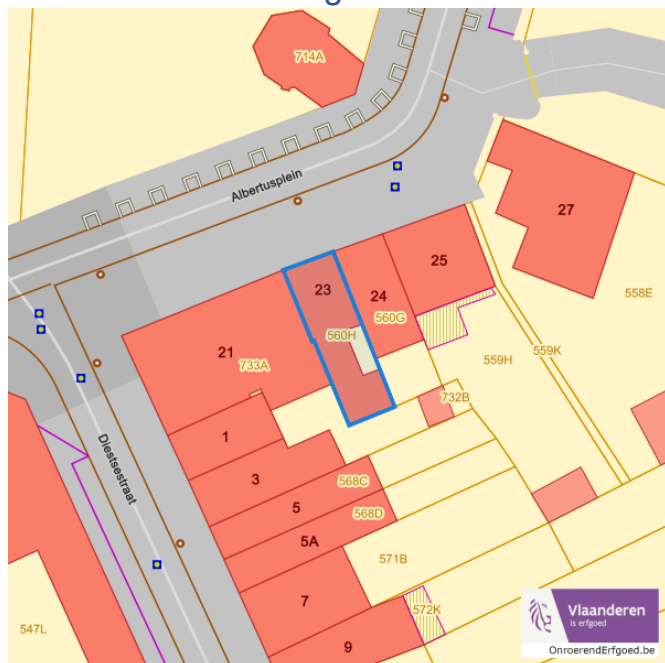 714A
Albertusplein
27
23
25
24
558E
560H
560G
21
733A
559H
559K
732B
1
3
568C
5
568D
5A
Diestsestraat
571B
7
572K
9
547L
Vlaanderen
is erfgoed
OnroerendErfgoed.be